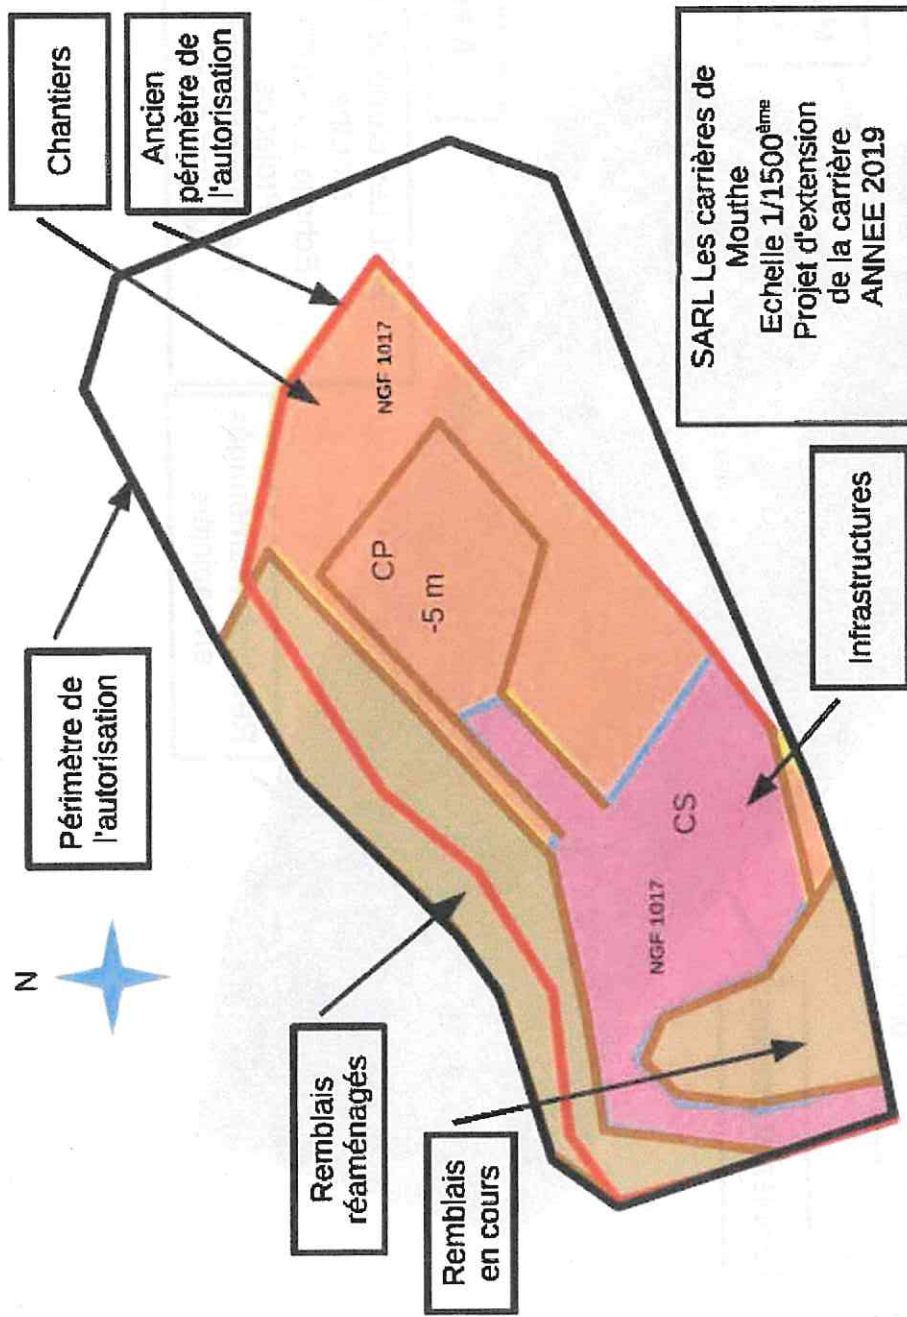 N
Périmètre de
l'autorisation
Chantiers
Ancien
périmètre de
l'autorisation
Remblais
réaménagés
Remblais
en cours
NGF 1017
CP
-5 m
CS
NGF 1017
Infrastructures
SARL Les carrières de
Mouthe
Echelle 1/1500ème
Projet d'extension
de la carrière
ANNEE 2019